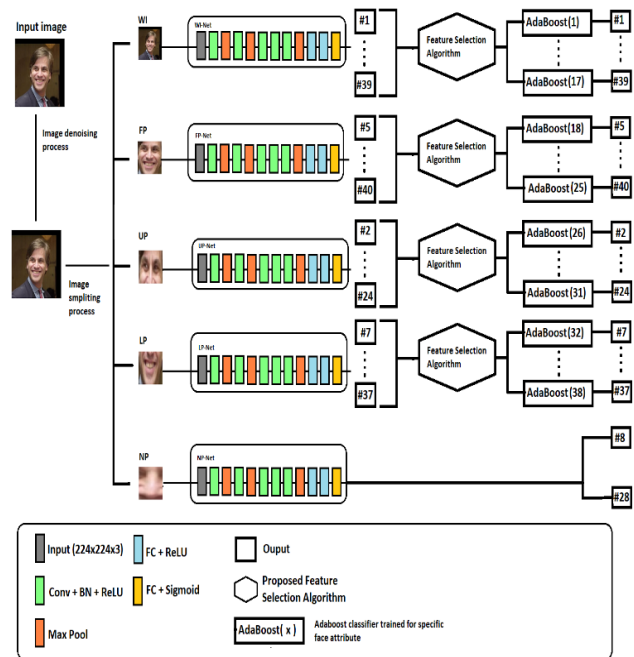 Input image
Image denoising
process
Image
smpliting
process
WI
WI-Net
#1
#39
Feature Selection
Algorithm
AdaBoost(1)
AdaBoost(17)
#1
#39
FP
FP-Net
#5
#40
Feature Selection
Algorithm
AdaBoost(18)
AdaBoost(25)
#5
#40
UP
UP-Net
#2
#24
Feature Selection
Algorithm
AdaBoost(26)
AdaBoost(31)
#2
#24
LP
LP-Net
#7
#37
Feature Selection
Algorithm
AdaBoost(32)
AdaBoost(38)
#7
#37
NP
NP-Net
#8
#28
Input (224x224x3)
FC + ReLU
Ouput
Conv + BN + ReLU
FC + Sigmoid
Proposed Feature
Selection Algorithm
Max Pool
AdaBoost( x )
Adaboost classifier trained for specific
face attribute